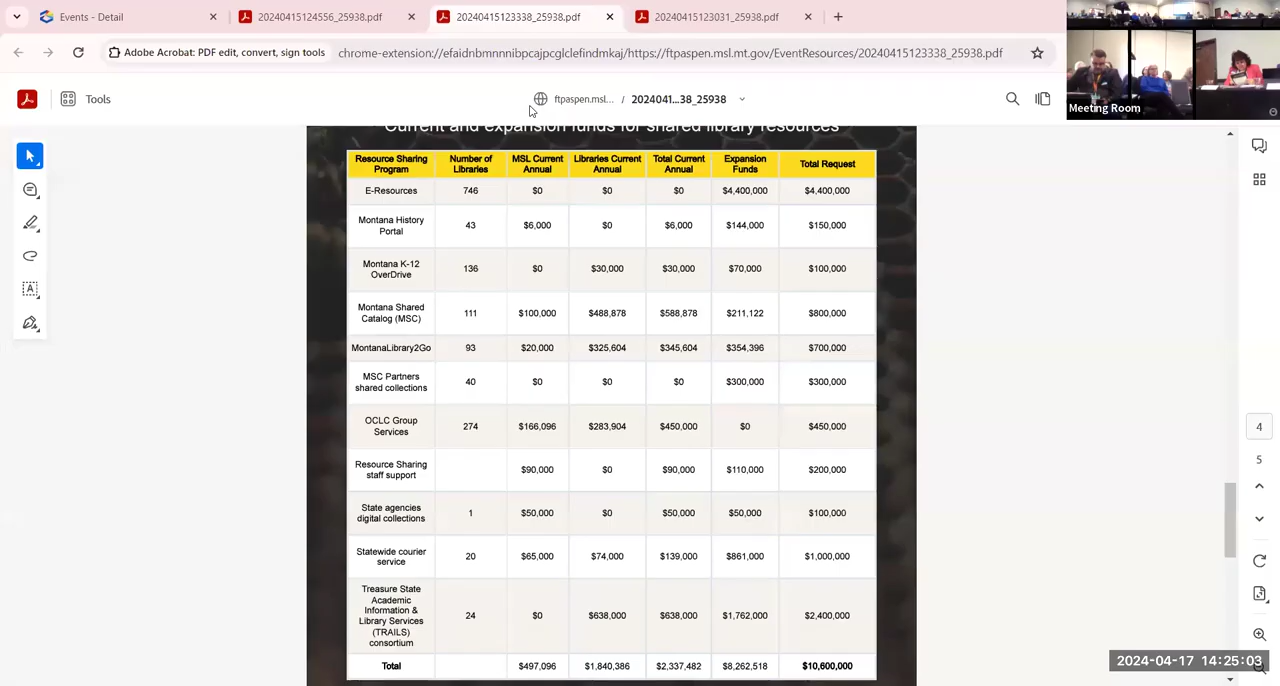 Events - Detail
20240415124556_25938.pdf
20240415123338_25938.pdf
20240415123031_25938.pdf
Adobe Acrobat: PDF edit, convert, sign tools
chrome-extension://efaidnbmnnnibpcajpcglclefindmkaj/https://ftpaspen.msl.mt.gov/EventResources/20240415123338_25938.pdf
Meeting Room
Tools
ftpaspen.msl... / 2024041...38_25938
Current and expansion funds for shared library resources
Resource Sharing Program Number of Libraries MSL Current Annual Libraries Current Annual Total Current Annual Expansion Funds Total Request
E-Resources 746 $0 $0 $0 $4,400,000 $4,400,000
Montana History Portal 43 $6,000 $0 $6,000 $144,000 $150,000
Montana K-12 OverDrive 136 $0 $30,000 $30,000 $70,000 $100,000
Montana Shared Catalog (MSC) 111 $100,000 $488,878 $588,878 $211,122 $800,000
MontanaLibrary2Go 93 $20,000 $325,604 $345,604 $354,396 $700,000
MSC Partners shared collections 40 $0 $0 $0 $300,000 $300,000
OCLC Group Services 274 $166,096 $283,904 $450,000 $0 $450,000
Resource Sharing staff support $90,000 $0 $90,000 $110,000 $200,000
State agencies digital collections 1 $50,000 $0 $50,000 $50,000 $100,000
Statewide courier service 20 $65,000 $74,000 $139,000 $861,000 $1,000,000
Treasure State Academic Information & Library Services (TRAILS) consortium 24 $0 $638,000 $638,000 $1,762,000 $2,400,000
Total $497,096 $1,840,386 $2,337,482 $8,262,518 $10,600,000
4
5
2024-04-17 14:25:03